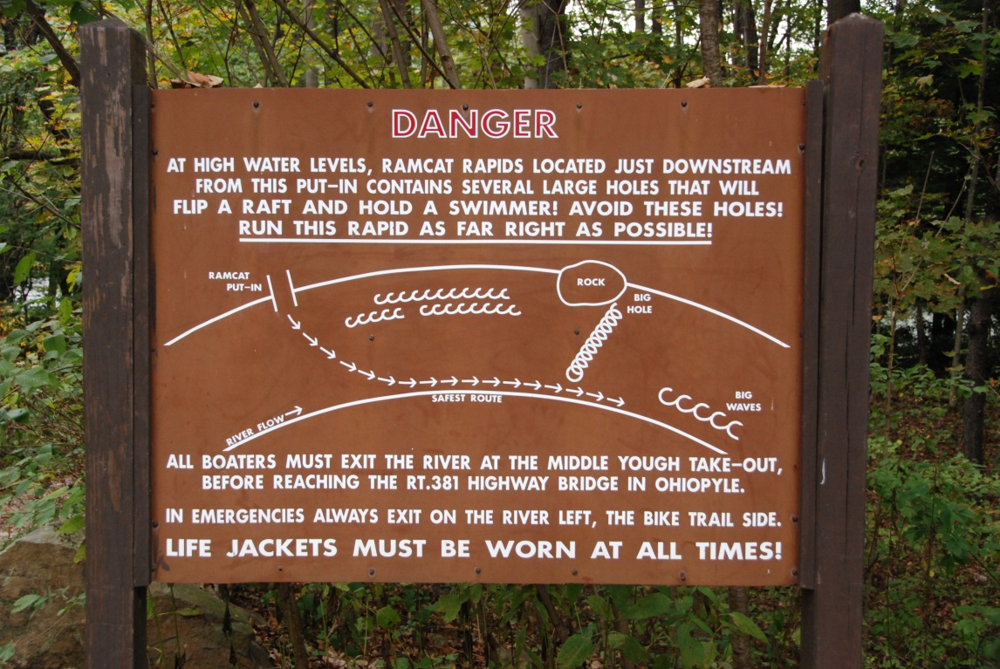 DANGER
AT HIGH WATER LEVELS, RAMCAT RAPIDS LOCATED JUST DOWNSTREAM
FROM THIS PUT-IN CONTAINS SEVERAL LARGE HOLES THAT WILL
FLIP A RAFT AND HOLD A SWIMMER! AVOID THESE HOLES!
RUN THIS RAPID AS FAR RIGHT AS POSSIBLE!
RAMCAT
PUT-IN
ROCK
BIG
HOLE
SAFEST ROUTE
BIG
WAVES
RIVER FLOW
ALL BOATERS MUST EXIT THE RIVER AT THE MIDDLE YOUGH TAKE-OUT,
BEFORE REACHING THE RT.381 HIGHWAY BRIDGE IN OHIOPYLE.
IN EMERGENCIES ALWAYS EXIT ON THE RIVER LEFT, THE BIKE TRAIL SIDE.
LIFE JACKETS MUST BE WORN AT ALL TIMES!